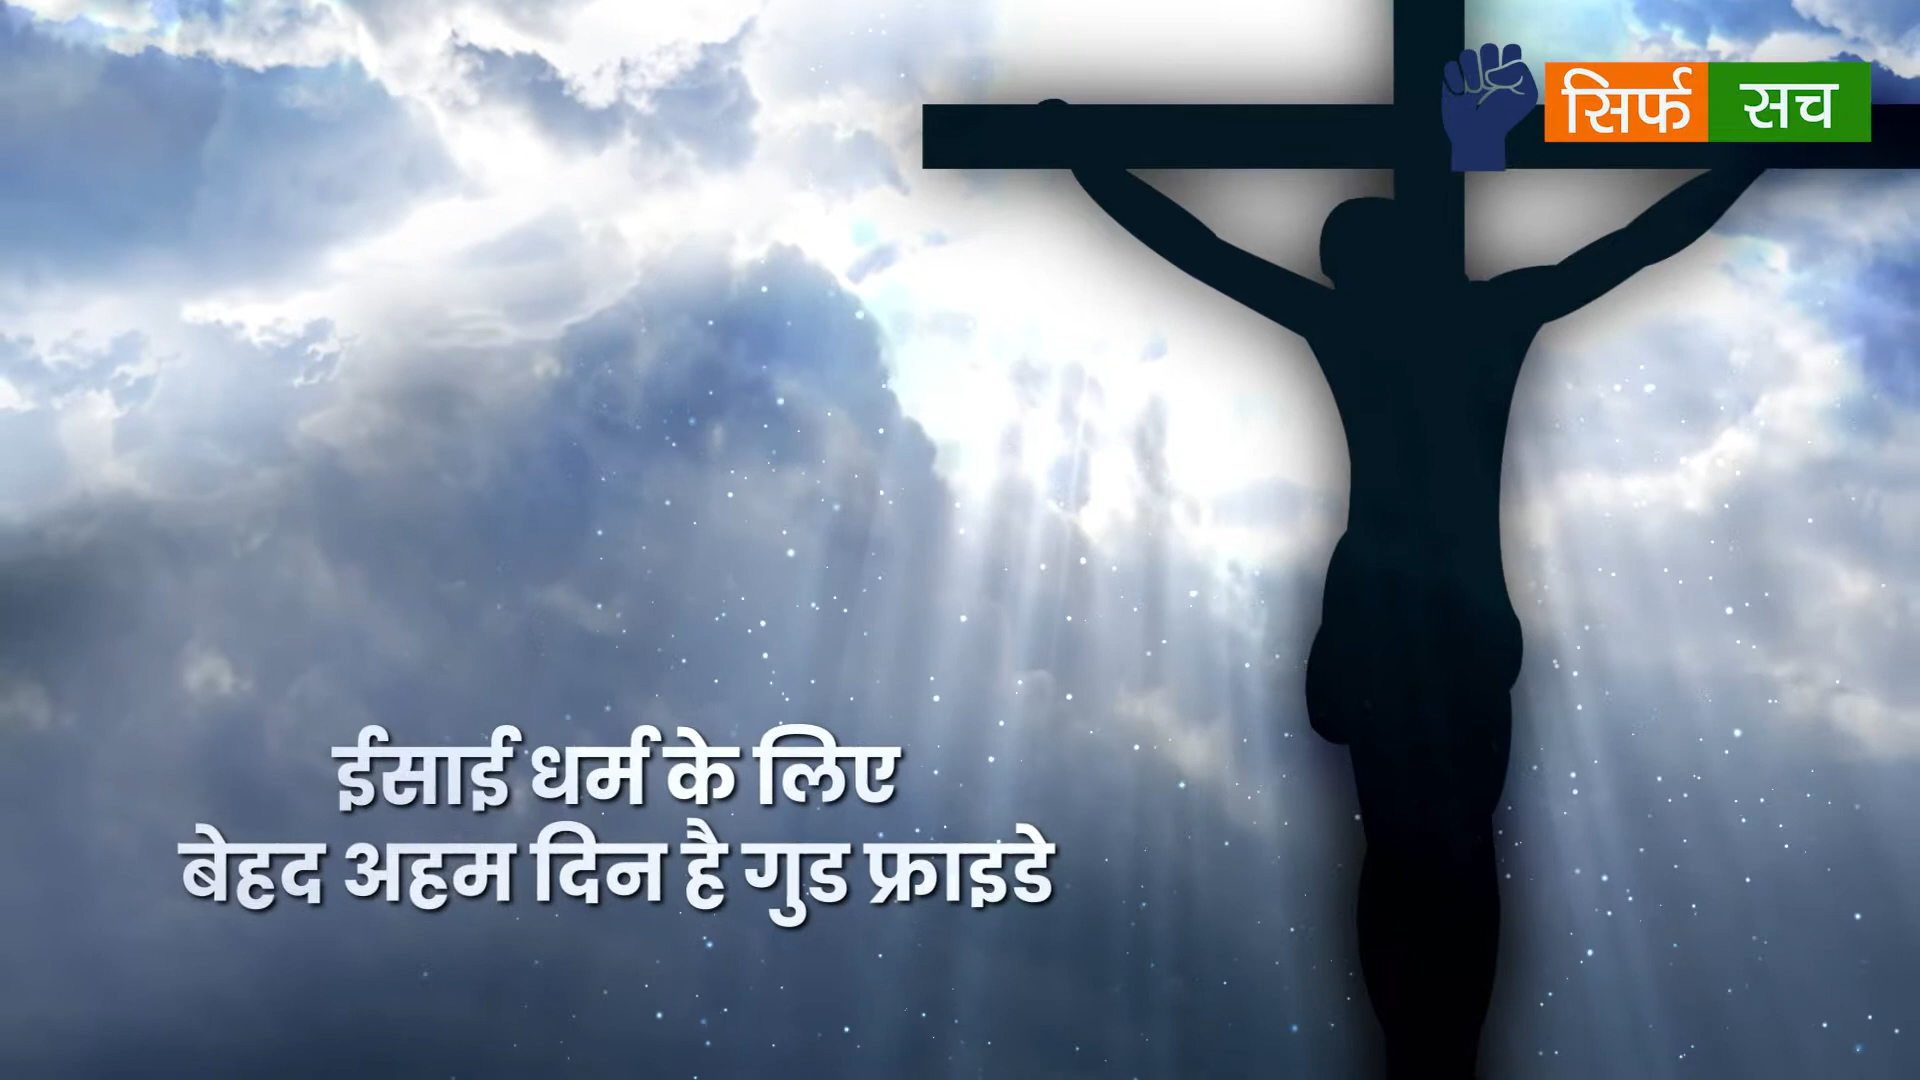 सिर्फ सच
ईसाई धर्म के लिए
बेहद अहम दिन है गुड फ्राइडे